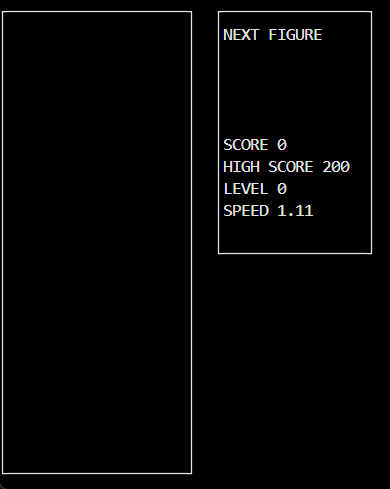 NEXT FIGURE
SCORE 0
HIGH SCORE 200
LEVEL 0
SPEED 1.11